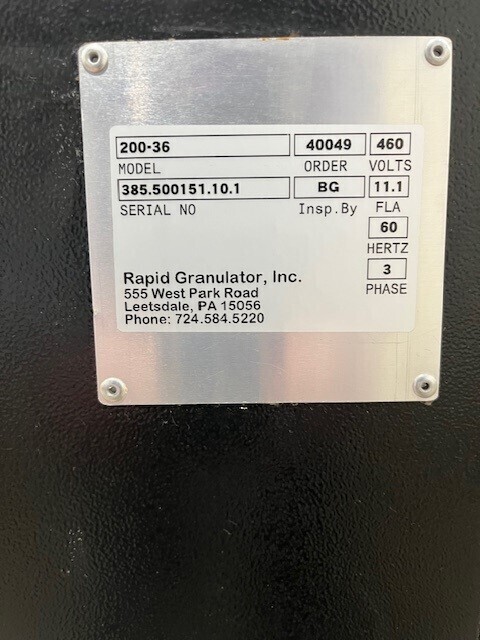 200-36 40049 460
MODEL ORDER VOLTS
385.500151.10.1 BG 11.1
SERIAL NO Insp.By FLA
60
HERTZ
3
PHASE
Rapid Granulator, Inc.
555 West Park Road
Leetsdale, PA 15056
Phone: 724.584.5220